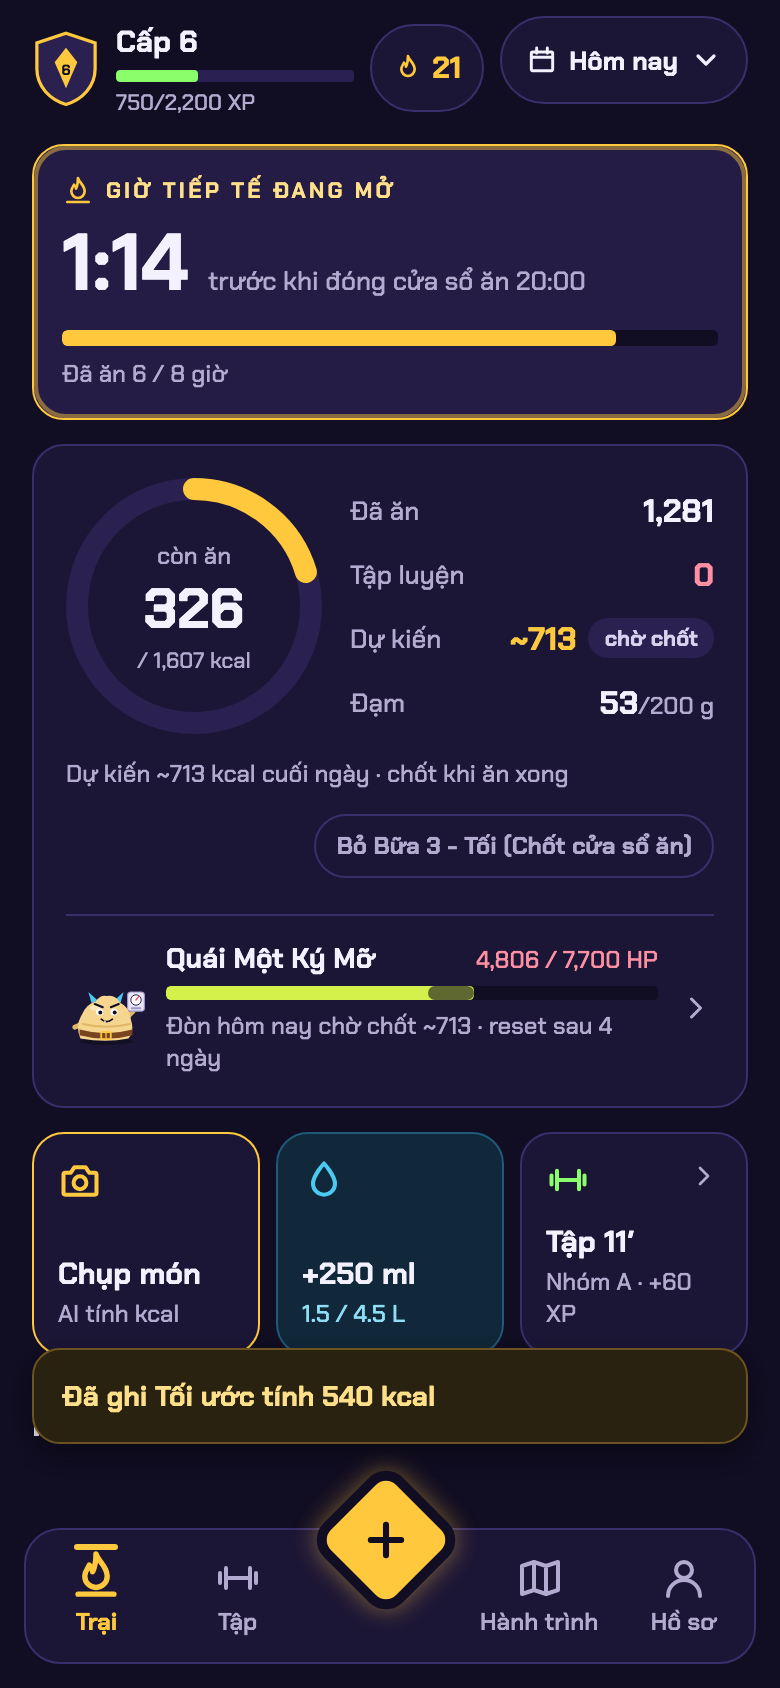 Cấp 6
6
750/2,200 XP
21
Hôm nay
GIỜ TIẾP TẾ ĐANG MỞ
1:14 trước khi đóng cửa sổ ăn 20:00
Đã ăn 6 / 8 giờ
còn ăn
326
/ 1,607 kcal
Đã ăn 1,281
Tập luyện 0
Dự kiến ~713 chờ chốt
Đạm 53/200 g
Dự kiến ~713 kcal cuối ngày · chốt khi ăn xong
Bỏ Bữa 3 - Tối (Chốt cửa sổ ăn)
Quái Một Ký Mỡ 4,806 / 7,700 HP
Đòn hôm nay chờ chốt ~713 · reset sau 4
ngày
Chụp món
AI tính kcal
+250 ml
1.5 / 4.5 L
Tập 11′
Nhóm A · +60
XP
Đã ghi Tối ước tính 540 kcal
Trại
Tập
Hành trình
Hồ sơ